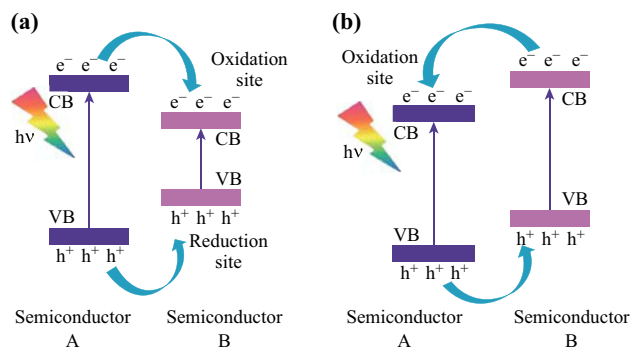 (a)
e⁻ e⁻ e⁻
Oxidation
site
CB
hν
e⁻ e⁻ e⁻
CB
VB
VB
h⁺ h⁺ h⁺
h⁺ h⁺ h⁺
Reduction
site
Semiconductor
A
Semiconductor
B
(b)
Oxidation
site
e⁻ e⁻ e⁻
e⁻ e⁻ e⁻
CB
CB
hν
VB
VB
h⁺ h⁺ h⁺
h⁺ h⁺ h⁺
Semiconductor
A
Semiconductor
B